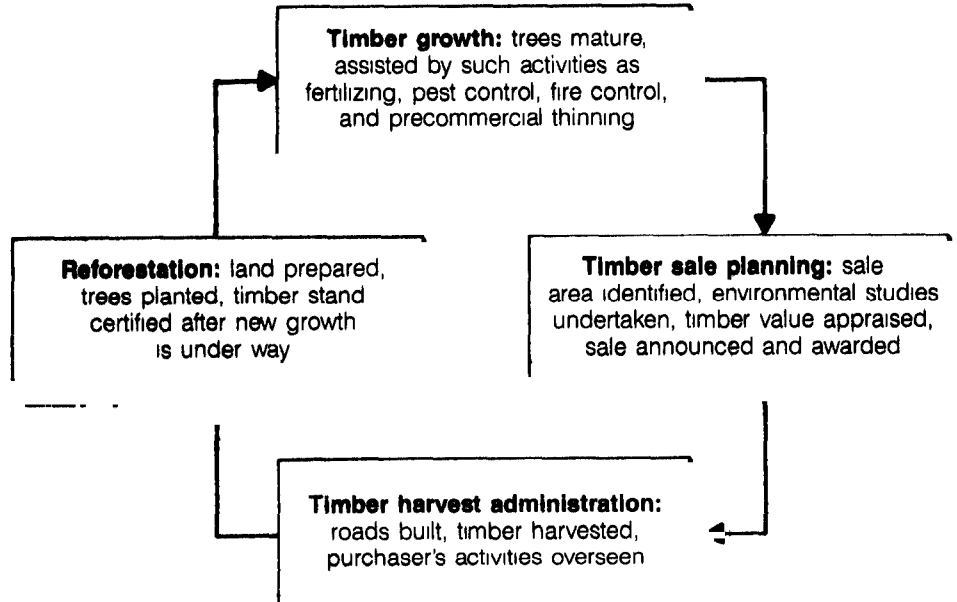 Timber growth: trees mature,
assisted by such activities as
fertilizing, pest control, fire control,
and precommercial thinning
Reforestation: land prepared,
trees planted, timber stand
certified after new growth
is under way
Timber sale planning: sale
area identified, environmental studies
undertaken, timber value appraised,
sale announced and awarded
Timber harvest administration:
roads built, timber harvested,
purchaser's activities overseen